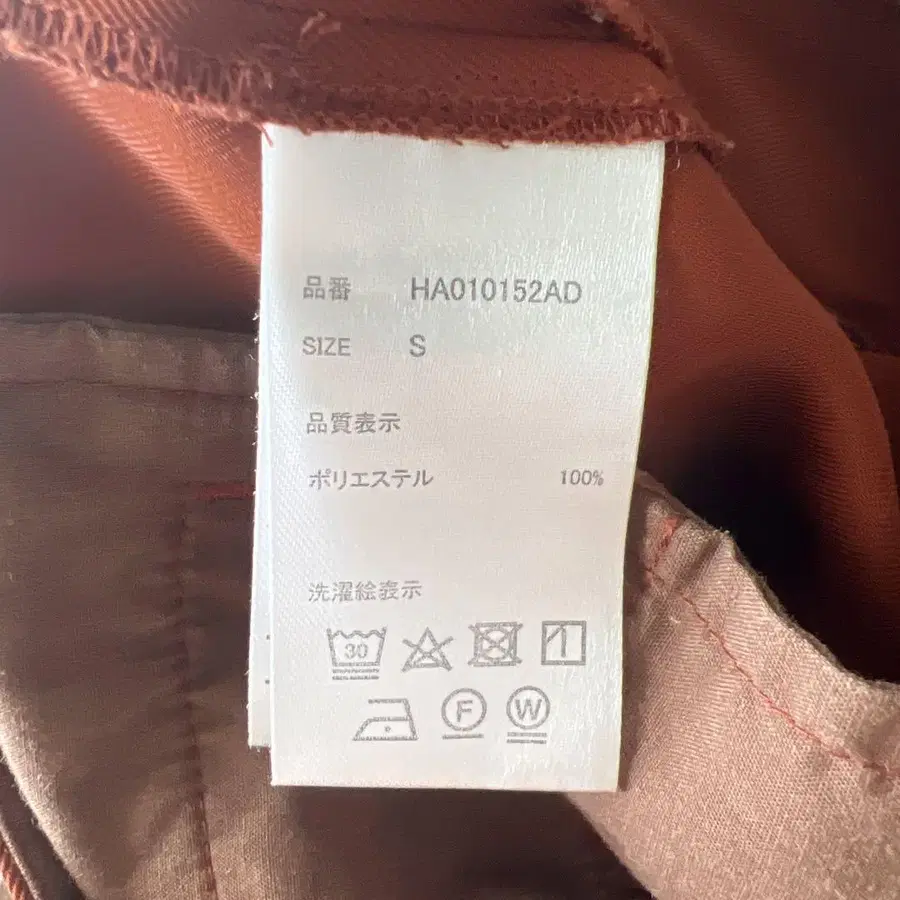 品番 HA010152AD
SIZE S
品質表示
ポリエステル 100%
洗濯絵表示
30
F W